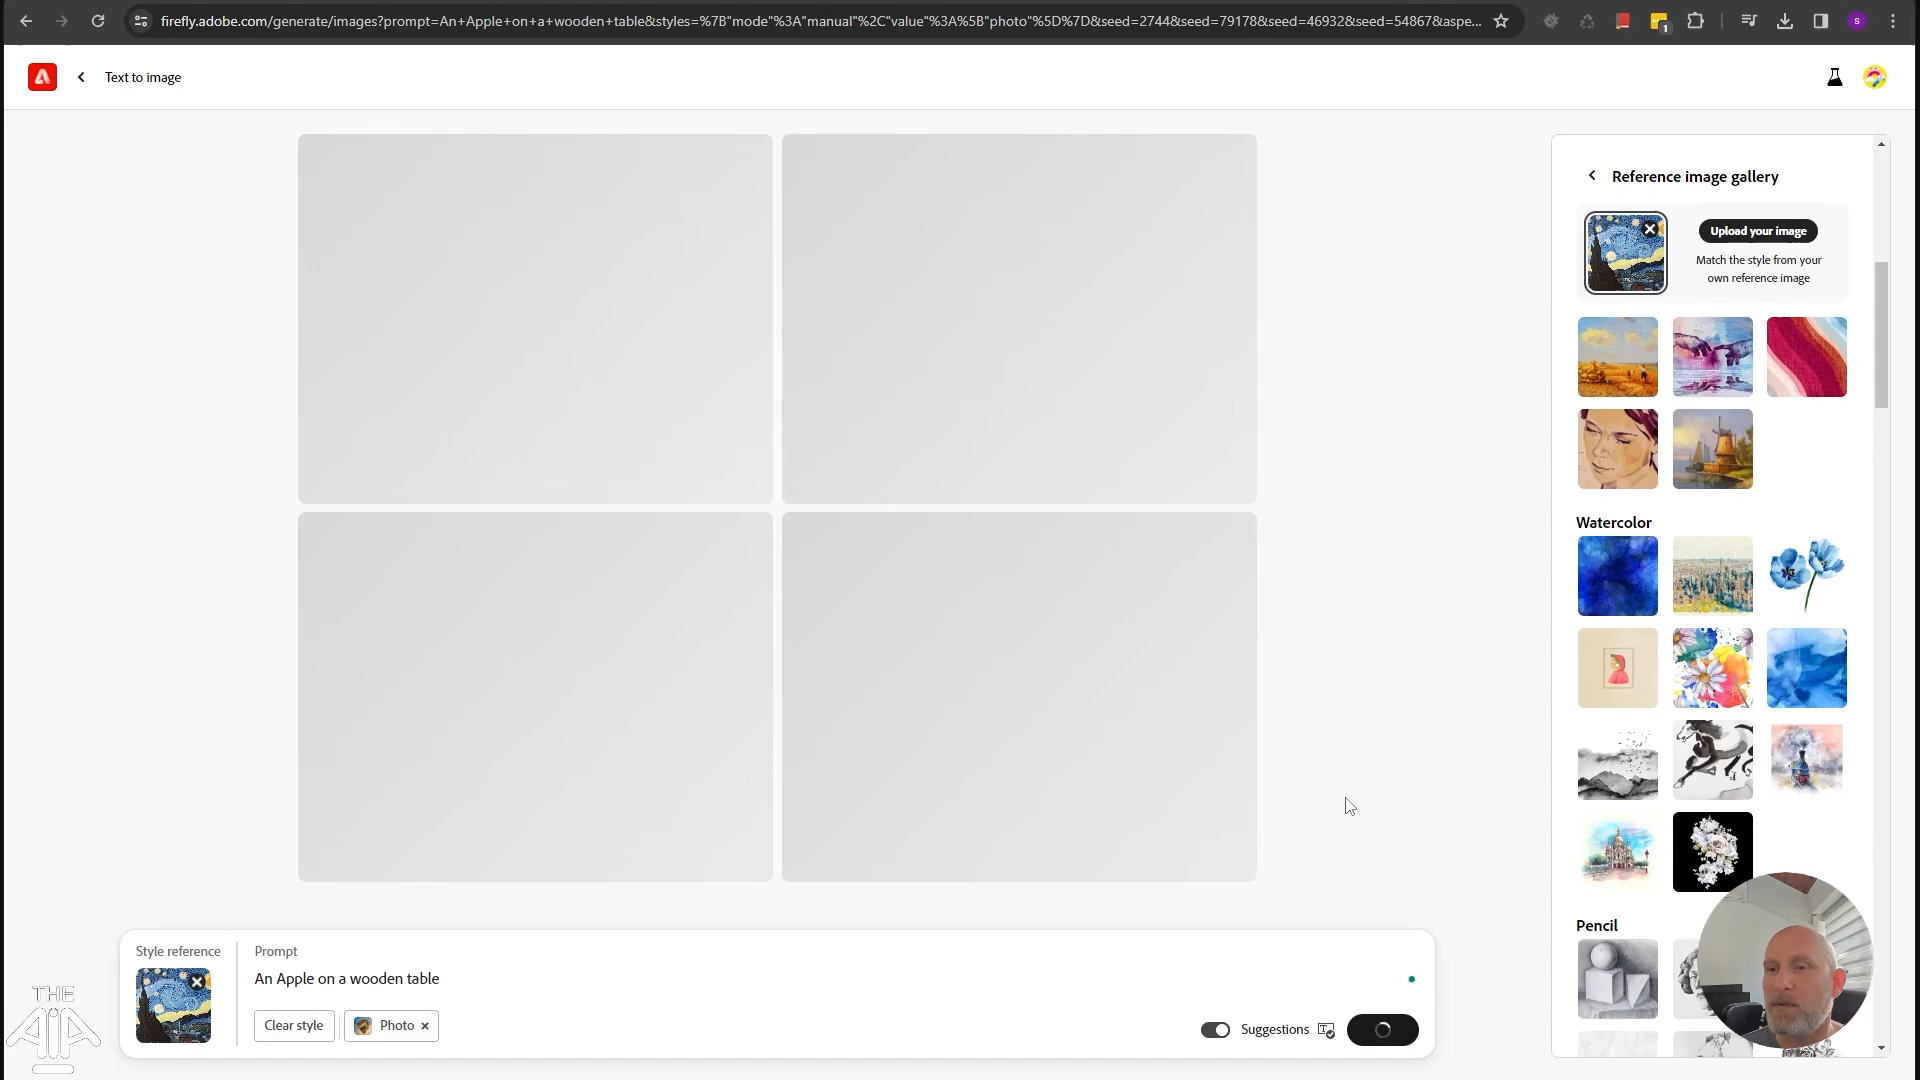 firefly.adobe.com/generate/images?prompt=An+Apple+on+a+wooden+table&styles=%7B"mode"%3A"manual"%2C"value"%3A%5B"photo"%5D%7D&seed=2744&seed=79178&seed=46932&seed=54867&aspe...
1
S
Text to image
Reference image gallery
Upload your image
Match the style from your
own reference image
Watercolor
Pencil
Style reference
Prompt
An Apple on a wooden table
Clear style
Photo
Suggestions
THE
AIA